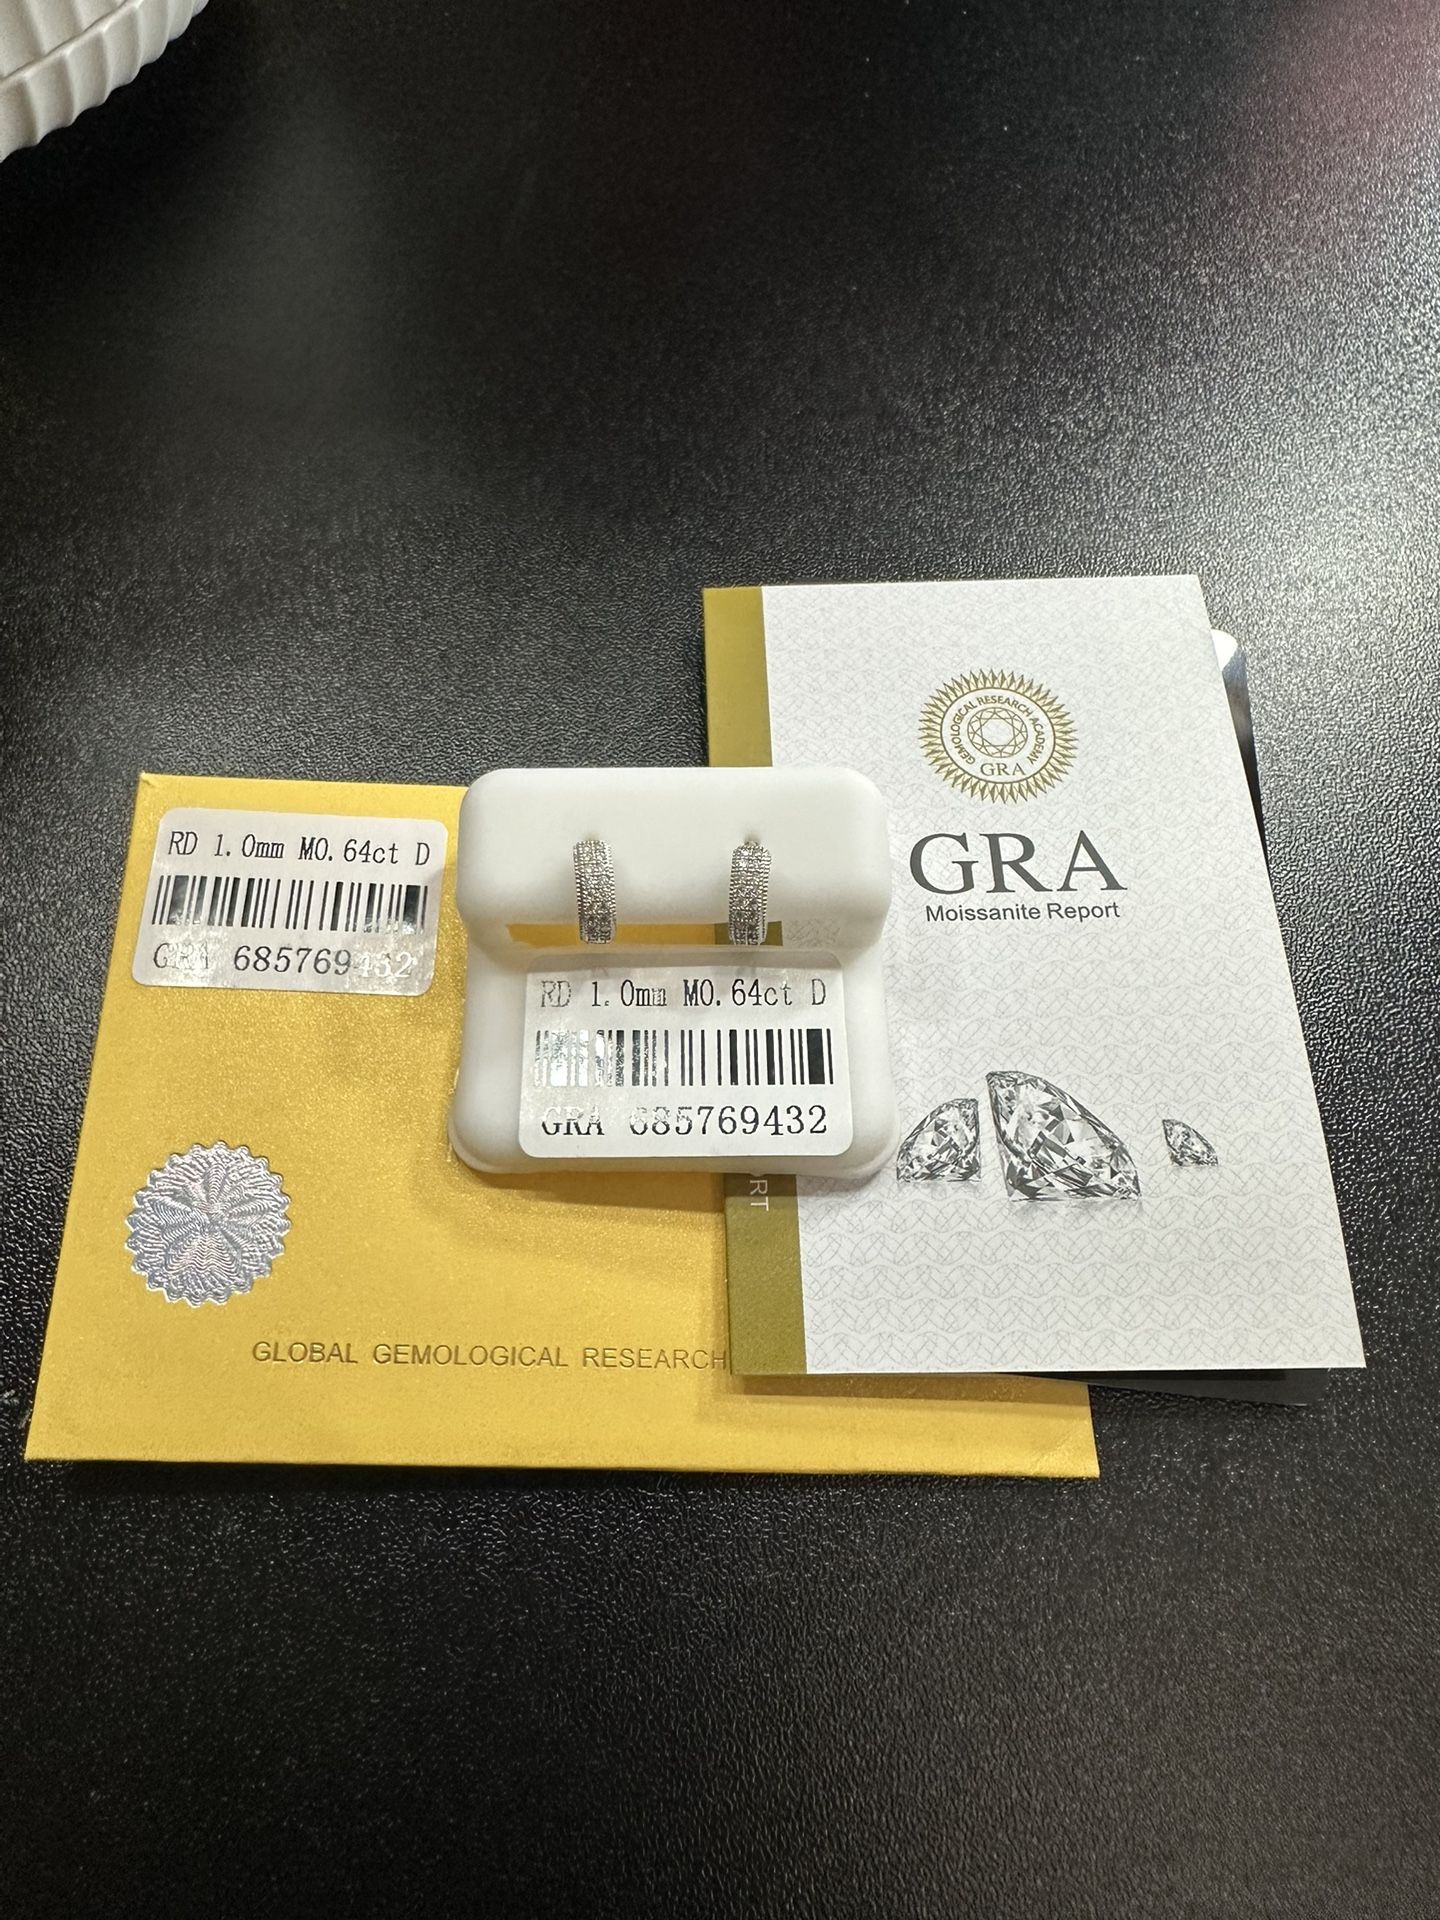 RD 1.0mm M0.64ct D
GRA 685769432
GLOBAL GEMOLOGICAL RESEARCH
RD 1.0mm M0.64ct D
GRA 685769432
GEMOLOGICAL RESEARCH ACADEMY
GRA
GRA
Moissanite Report
RT